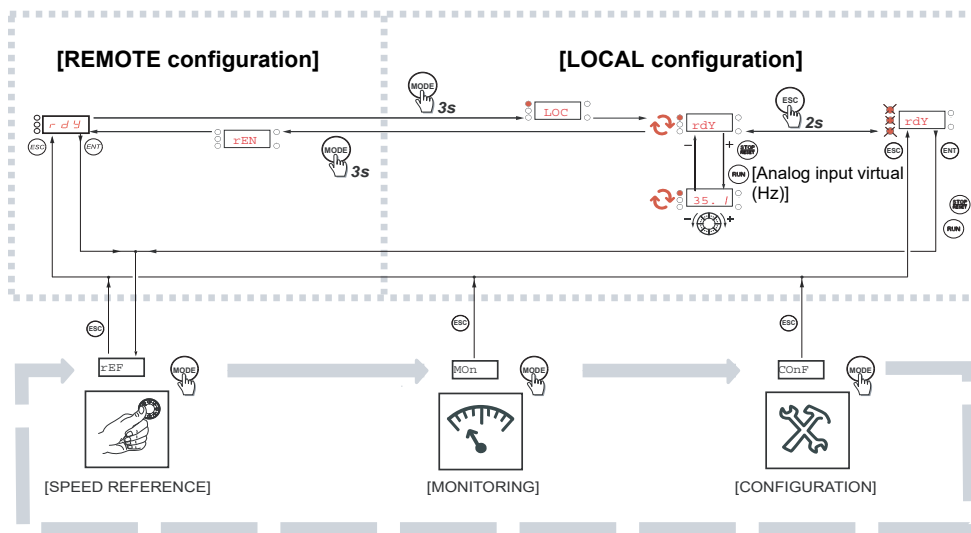 [REMOTE configuration]
[LOCAL configuration]
MODE
3s
rdY
ESC
ENT
rEN
MODE
3s
LOC
rdY
ESC
2s
rdY
-
+
STOP
RESET
RUN
[Analog input virtual
(Hz)]
35.1
-
+
ESC
ENT
STOP
RESET
RUN
ESC
ESC
ESC
rEF
MODE
MOn
MODE
COnF
MODE
[SPEED REFERENCE]
[MONITORING]
[CONFIGURATION]